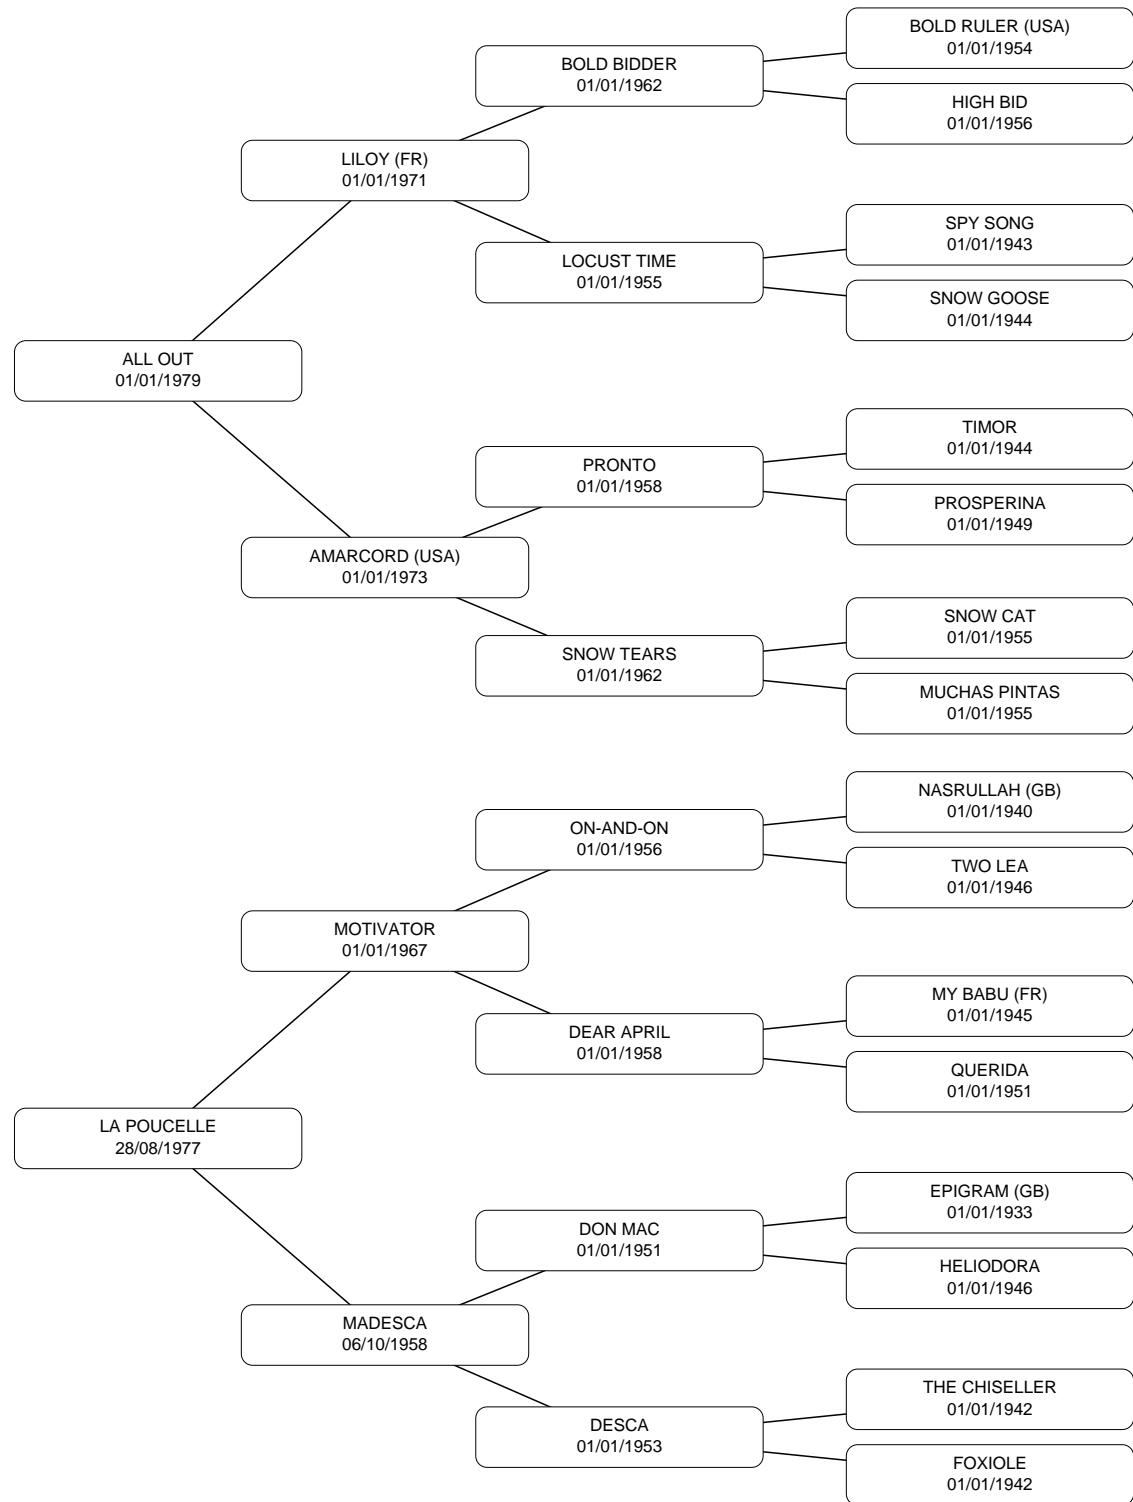 BOLD RULER (USA)
01/01/1954
BOLD BIDDER
01/01/1962
HIGH BID
01/01/1956
LILOY (FR)
01/01/1971
SPY SONG
01/01/1943
LOCUST TIME
01/01/1955
SNOW GOOSE
01/01/1944
ALL OUT
01/01/1979
TIMOR
01/01/1944
PRONTO
01/01/1958
PROSPERINA
01/01/1949
AMARCORD (USA)
01/01/1973
SNOW CAT
01/01/1955
SNOW TEARS
01/01/1962
MUCHAS PINTAS
01/01/1955
NASRULLAH (GB)
01/01/1940
ON-AND-ON
01/01/1956
TWO LEA
01/01/1946
MOTIVATOR
01/01/1967
MY BABU (FR)
01/01/1945
DEAR APRIL
01/01/1958
QUERIDA
01/01/1951
LA POUCELLE
28/08/1977
EPIGRAM (GB)
01/01/1933
DON MAC
01/01/1951
HELIODORA
01/01/1946
MADESCA
06/10/1958
THE CHISELLER
01/01/1942
DESCA
01/01/1953
FOXIOLE
01/01/1942